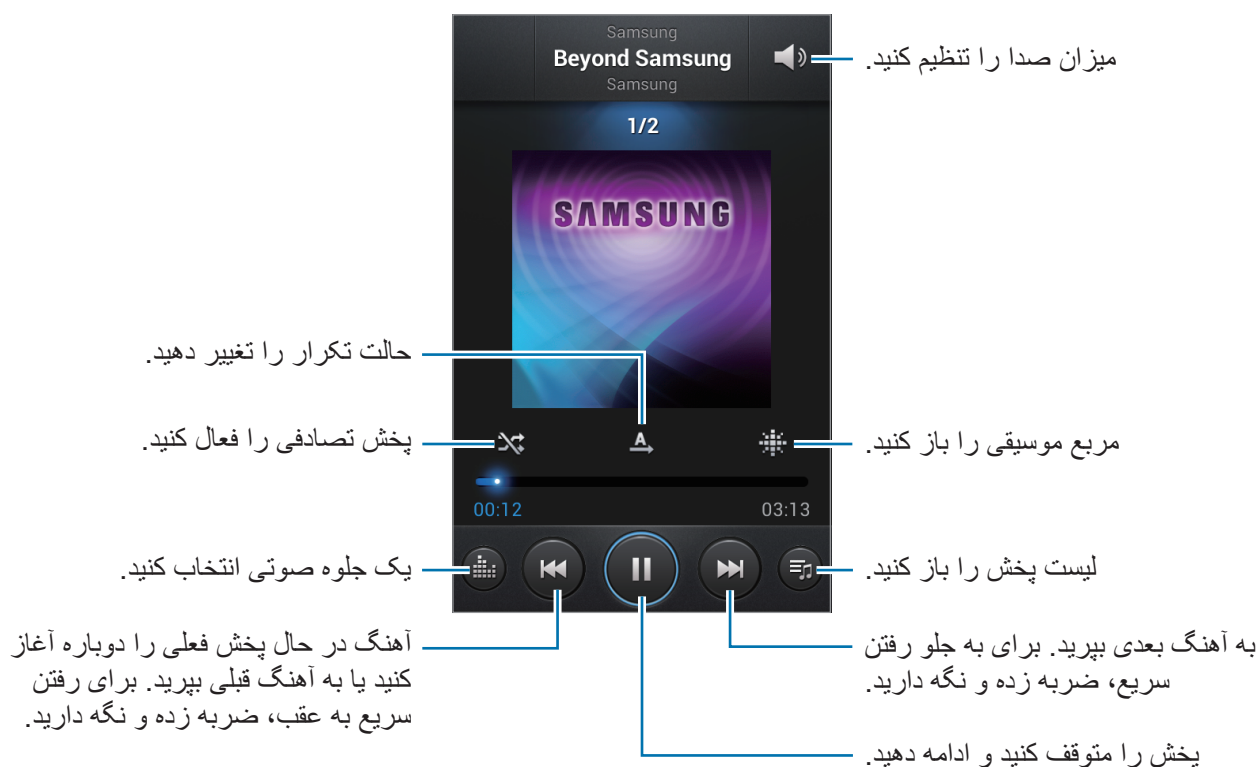 Samsung
Beyond Samsung
Samsung
میزان صدا را تنظیم کنید.
1/2
SAMSUNG
حالت تکرار را تغییر دهید.
پخش تصادفی را فعال کنید.
A
مربع موسیقی را باز کنید.
00:12
03:13
یک جلوه صوتی انتخاب کنید.
لیست پخش را باز کنید.
آهنگ در حال پخش فعلی را دوباره آغاز
کنید یا به آهنگ قبلی بپرید. برای رفتن
سریع به عقب، ضربه زده و نگه دارید.
به آهنگ بعدی بپرید. برای به جلو رفتن
سریع، ضربه زده و نگه دارید.
پخش را متوقف کنید و ادامه دهید.